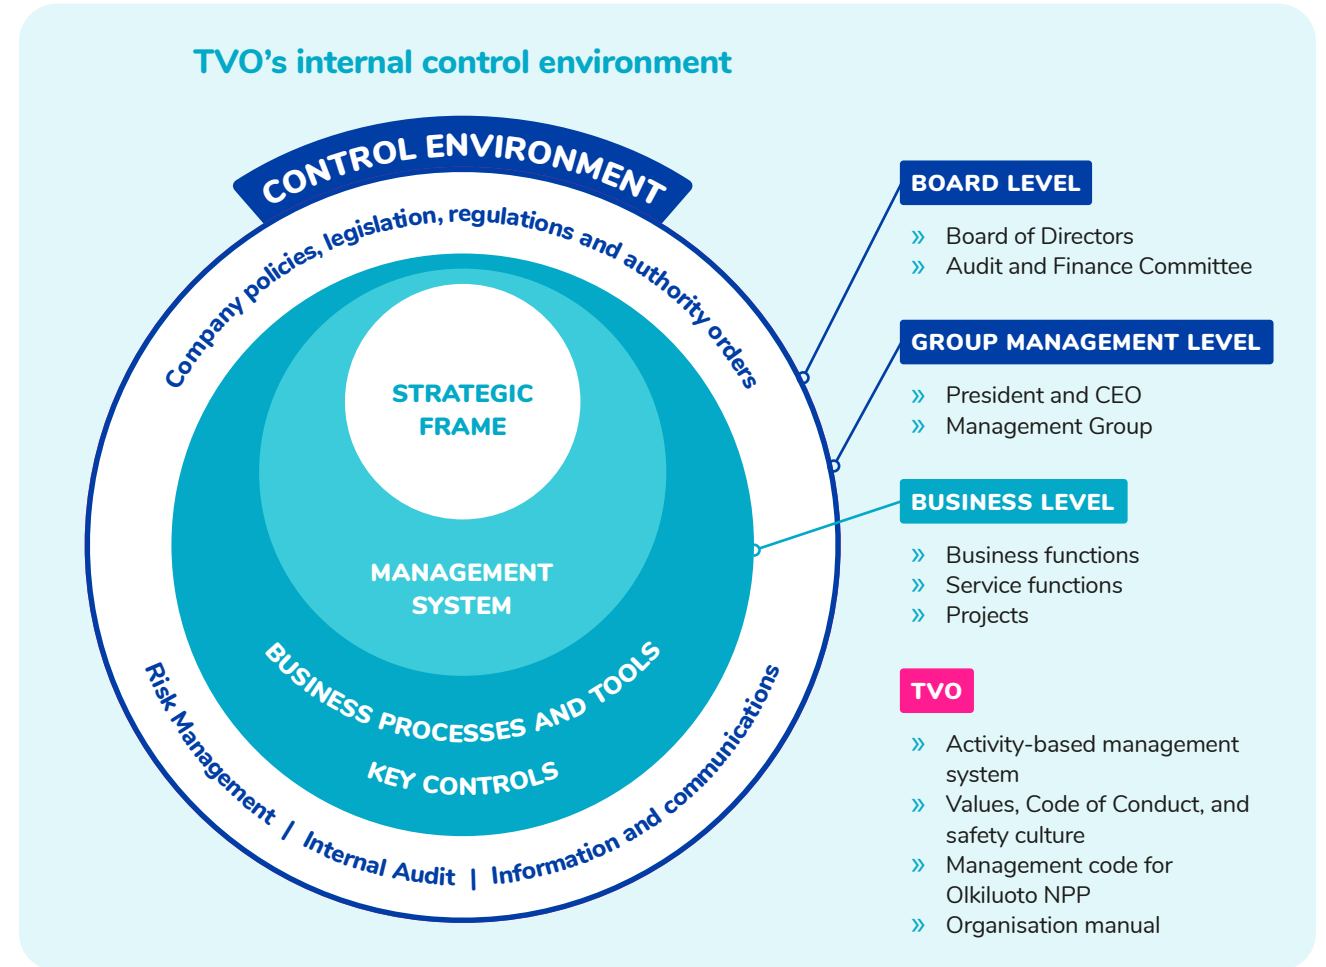 TVO’s internal control environment
CONTROL ENVIRONMENT
Company policies, legislation, regulations and authority orders
STRATEGIC
FRAME
MANAGEMENT
SYSTEM
BUSINESS PROCESSES AND TOOLS
KEY CONTROLS
Risk Management | Internal Audit | Information and communications
BOARD LEVEL
» Board of Directors
» Audit and Finance Committee
GROUP MANAGEMENT LEVEL
» President and CEO
» Management Group
BUSINESS LEVEL
» Business functions
» Service functions
» Projects
TVO
» Activity-based management
system
» Values, Code of Conduct, and
safety culture
» Management code for
Olkiluoto NPP
» Organisation manual